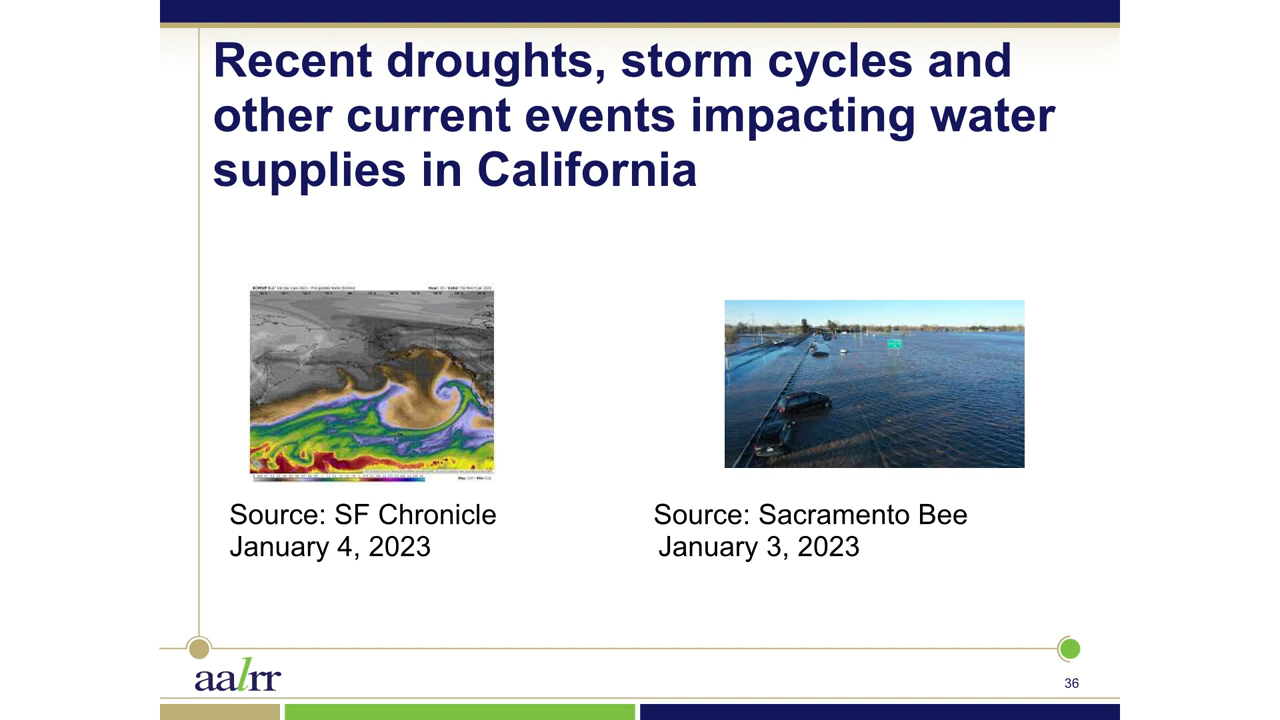 Recent droughts, storm cycles and
other current events impacting water
supplies in California
Source: SF Chronicle
January 4, 2023
Source: Sacramento Bee
January 3, 2023
aalrr
36